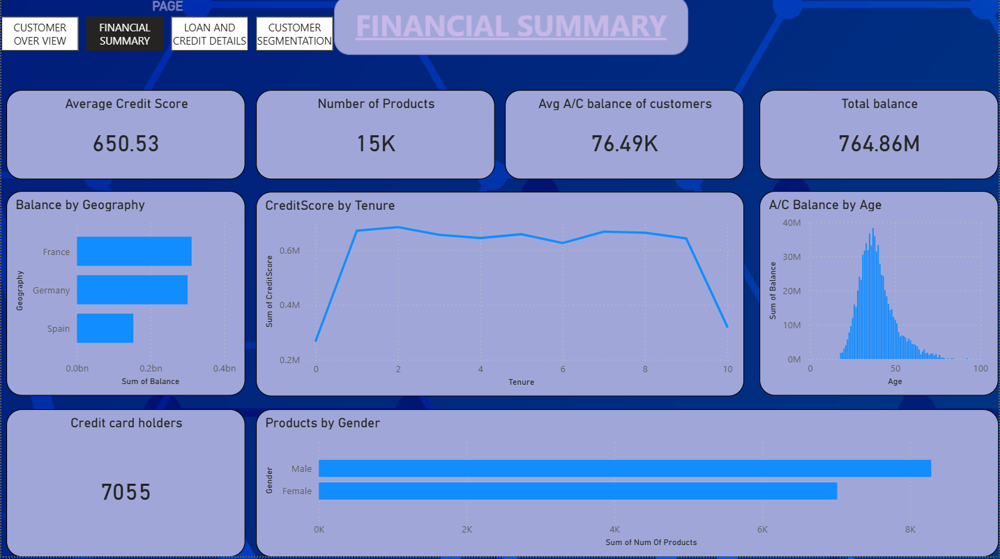 PAGE
CUSTOMER
OVER VIEW
FINANCIAL
SUMMARY
LOAN AND
CREDIT DETAILS
CUSTOMER
SEGMENTATION
FINANCIAL SUMMARY
Average Credit Score
650.53
Number of Products
15K
Avg A/C balance of customers
76.49K
Total balance
764.86M
Balance by Geography
Geography
France
Germany
Spain
0.0bn 0.2bn 0.4bn
Sum of Balance
CreditScore by Tenure
Sum of CreditScore
0.6M
0.4M
0.2M
0 2 4 6 8 10
Tenure
A/C Balance by Age
Sum of Balance
40M
30M
20M
10M
0M
0 50 100
Age
Credit card holders
7055
Products by Gender
Gender
Male
Female
0K 2K 4K 6K 8K
Sum of Num Of Products